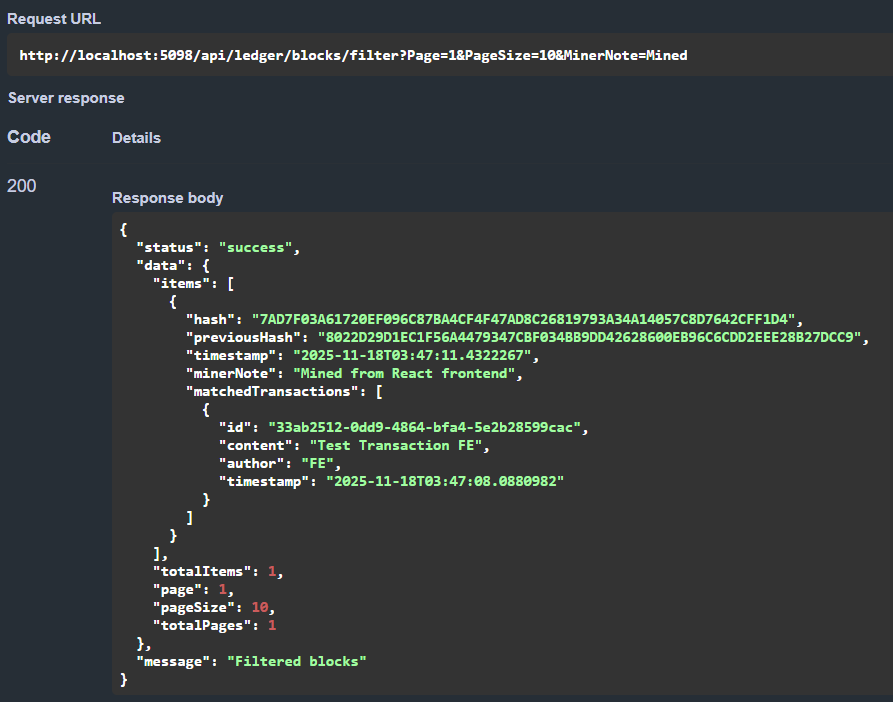 Request URL
http://localhost:5098/api/ledger/blocks/filter?Page=1&PageSize=10&MinerNote=Mined
Server response
Code Details
200
Response body
{
  "status": "success",
  "data": {
    "items": [
      {
        "hash": "7AD7F03A61720EF096C87BA4CF4F47AD8C26819793A34A14057C8D7642CFF1D4",
        "previousHash": "8022D29D1EC1F56A4479347CBF034BB9DD42628600EB96C6CDD2EEE28B27DCC9",
        "timestamp": "2025-11-18T03:47:11.4322267",
        "minerNote": "Mined from React frontend",
        "matchedTransactions": [
          {
            "id": "33ab2512-0dd9-4864-bfa4-5e2b28599cac",
            "content": "Test Transaction FE",
            "author": "FE",
            "timestamp": "2025-11-18T03:47:08.0880982"
          }
        ]
      }
    ],
    "totalItems": 1,
    "page": 1,
    "pageSize": 10,
    "totalPages": 1
  },
  "message": "Filtered blocks"
}